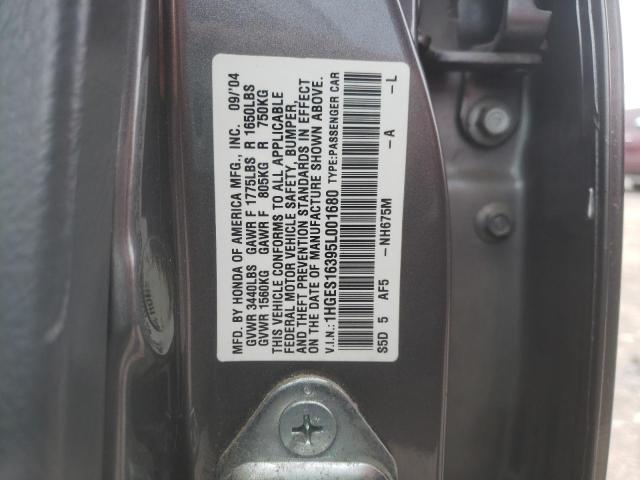 MFD. BY HONDA OF AMERICA MFG., INC. 09/'04
GVWR 3440LBS GAWR F 1775LBS R 1650LBS
GVWR 1560KG GAWR F 805KG R 750KG
THIS VEHICLE CONFORMS TO ALL APPLICABLE
FEDERAL MOTOR VEHICLE SAFETY, BUMPER,
AND THEFT PREVENTION STANDARDS IN EFFECT
ON THE DATE OF MANUFACTURE SHOWN ABOVE.
V.I.N.: 1HGES16395L001680 TYPE:PASSENGER CAR
S5D 5 AF5 -NH675M -A -L